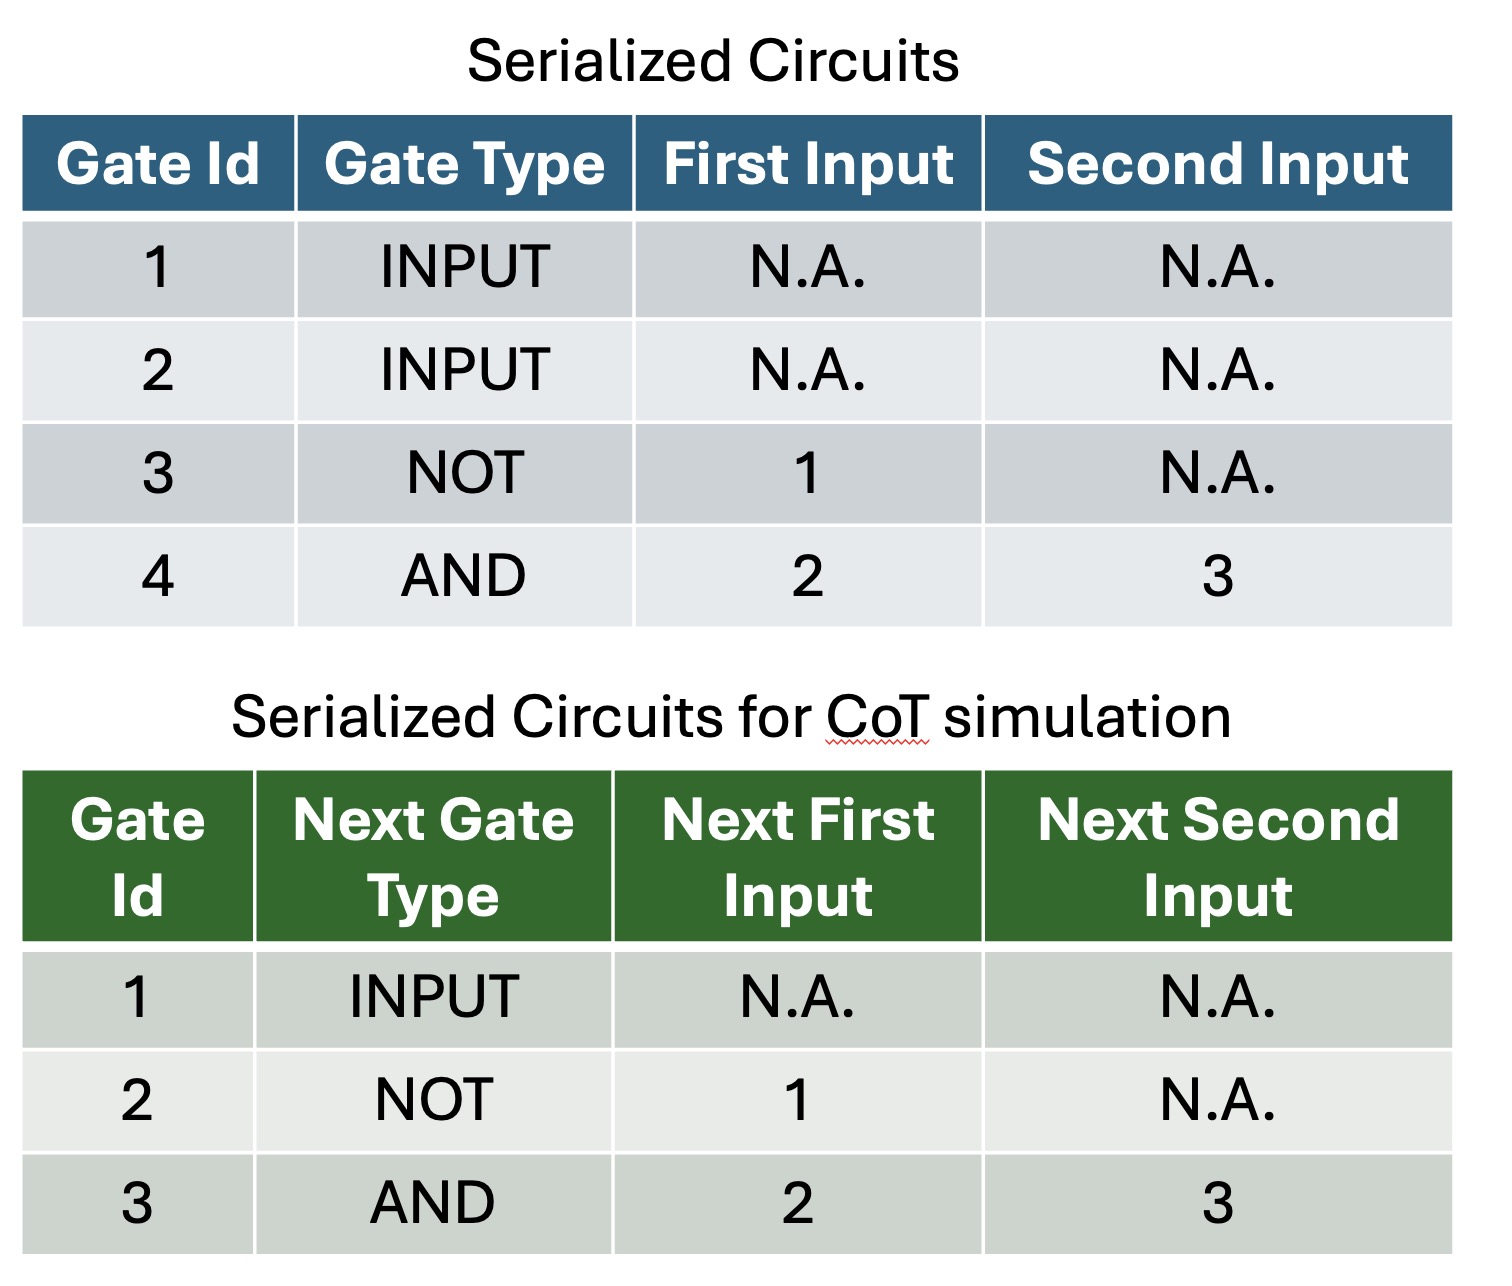 Serialized Circuits
Gate Id Gate Type First Input Second Input
1 INPUT N.A. N.A.
2 INPUT N.A. N.A.
3 NOT 1 N.A.
4 AND 2 3
Serialized Circuits for CoT simulation
Gate Next Gate Next First Next Second
Id Type Input Input
1 INPUT N.A. N.A.
2 NOT 1 N.A.
3 AND 2 3